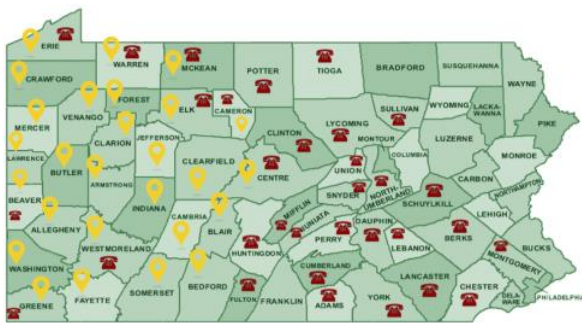 ERIE
WARREN
MCKEAN
POTTER
TIOGA
BRADFORD
SUSQUEHANNA
WAYNE
CRAWFORD
FOREST
ELK
CAMERON
SULLIVAN
WYOMING
LACKA-
WANNA
PIKE
MERCER
VENANGO
CLARION
JEFFERSON
CLINTON
LYCOMING
MONTOUR
COLUMBIA
LUZERNE
MONROE
LAWRENCE
BUTLER
ARMSTRONG
CLEARFIELD
CENTRE
UNION
SNYDER
NORTH-
UMBERLAND
SCHUYLKILL
CARBON
NORTHAMPTON
LEHIGH
BEAVER
ALLEGHENY
INDIANA
CAMBRIA
BLAIR
HUNTINGDON
MIFFLIN
JUNIATA
PERRY
DAUPHIN
LEBANON
BERKS
BUCKS
MONTGOMERY
WASHINGTON
WESTMORELAND
CUMBERLAND
LANCASTER
CHESTER
GREENE
FAYETTE
SOMERSET
BEDFORD
FULTON
FRANKLIN
ADAMS
YORK
DELA-
WARE
PHILADELPHIA